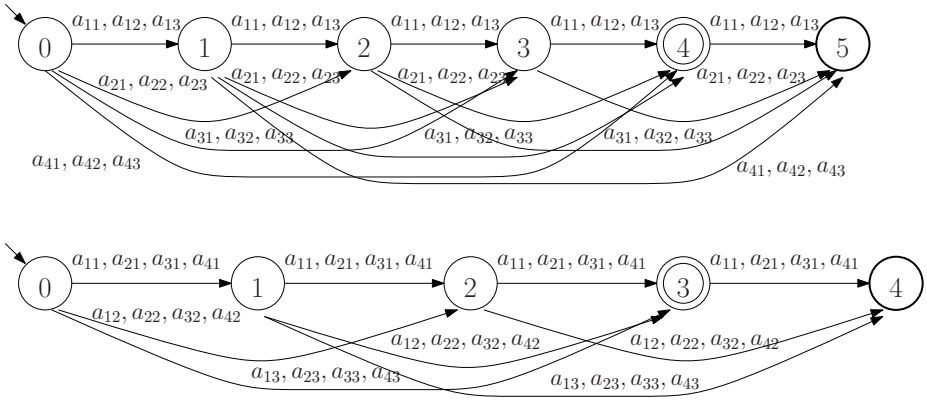 a₁₁, a₁₂, a₁₃ a₁₁, a₁₂, a₁₃ a₁₁, a₁₂, a₁₃ a₁₁, a₁₂, a₁₃ a₁₁, a₁₂, a₁₃
0 1 2 3 4 5
a₂₁, a₂₂, a₂₃ a₂₁, a₂₂, a₂₃ a₂₁, a₂₂, a₂₃ a₂₁, a₂₂, a₂₃
a₃₁, a₃₂, a₃₃ a₃₁, a₃₂, a₃₃ a₃₁, a₃₂, a₃₃
a₄₁, a₄₂, a₄₃ a₄₁, a₄₂, a₄₃
a₁₁, a₂₁, a₃₁, a₄₁ a₁₁, a₂₁, a₃₁, a₄₁ a₁₁, a₂₁, a₃₁, a₄₁ a₁₁, a₂₁, a₃₁, a₄₁
0 1 2 3 4
a₁₂, a₂₂, a₃₂, a₄₂ a₁₂, a₂₂, a₃₂, a₄₂ a₁₂, a₂₂, a₃₂, a₄₂
a₁₃, a₂₃, a₃₃, a₄₃ a₁₃, a₂₃, a₃₃, a₄₃